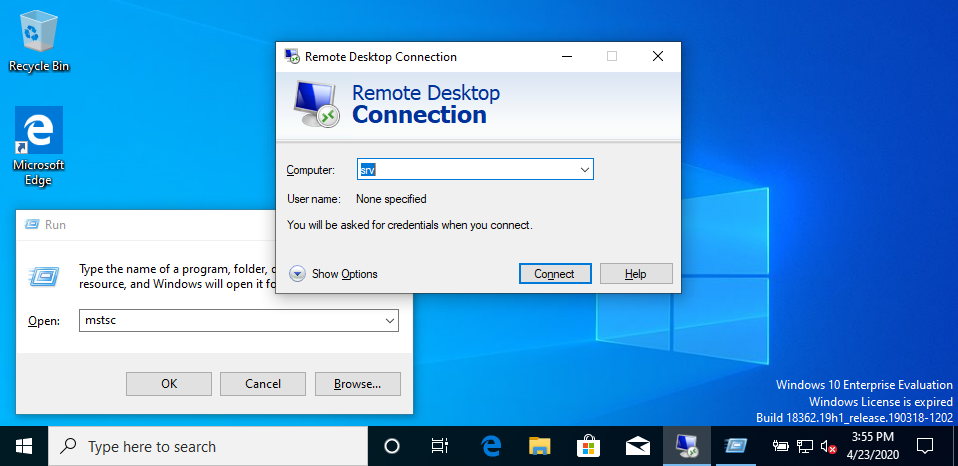 Recycle Bin
Microsoft
Edge
Remote Desktop Connection
Remote Desktop
Connection
Computer:
srv
User name:
None specified
You will be asked for credentials when you connect.
Show Options
Connect
Help
Run
Type the name of a program, folder,
resource, and Windows will open it fo
Open:
mstsc
OK
Cancel
Browse...
Windows 10 Enterprise Evaluation
Windows License is expired
Build 18362.19h1_release.190318-1202
Type here to search
3:55 PM
4/23/2020